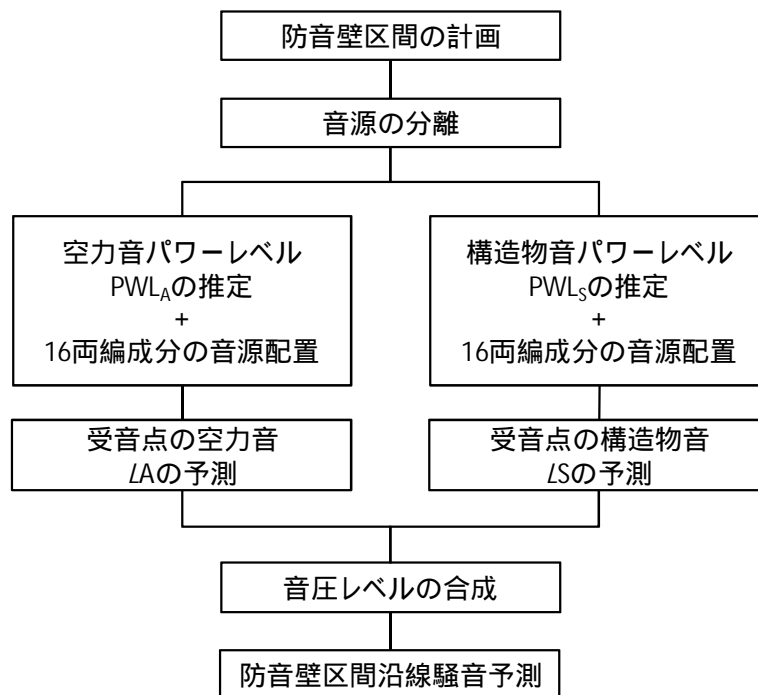 防音壁区間の計画
音源の分離
空力音パワーレベル
PWLAの推定
+
16両編成分の音源配置
構造物音パワーレベル
PWLSの推定
+
16両編成分の音源配置
受音点の空力音
LAの予測
受音点の構造物音
LSの予測
音圧レベルの合成
防音壁区間沿線騒音予測